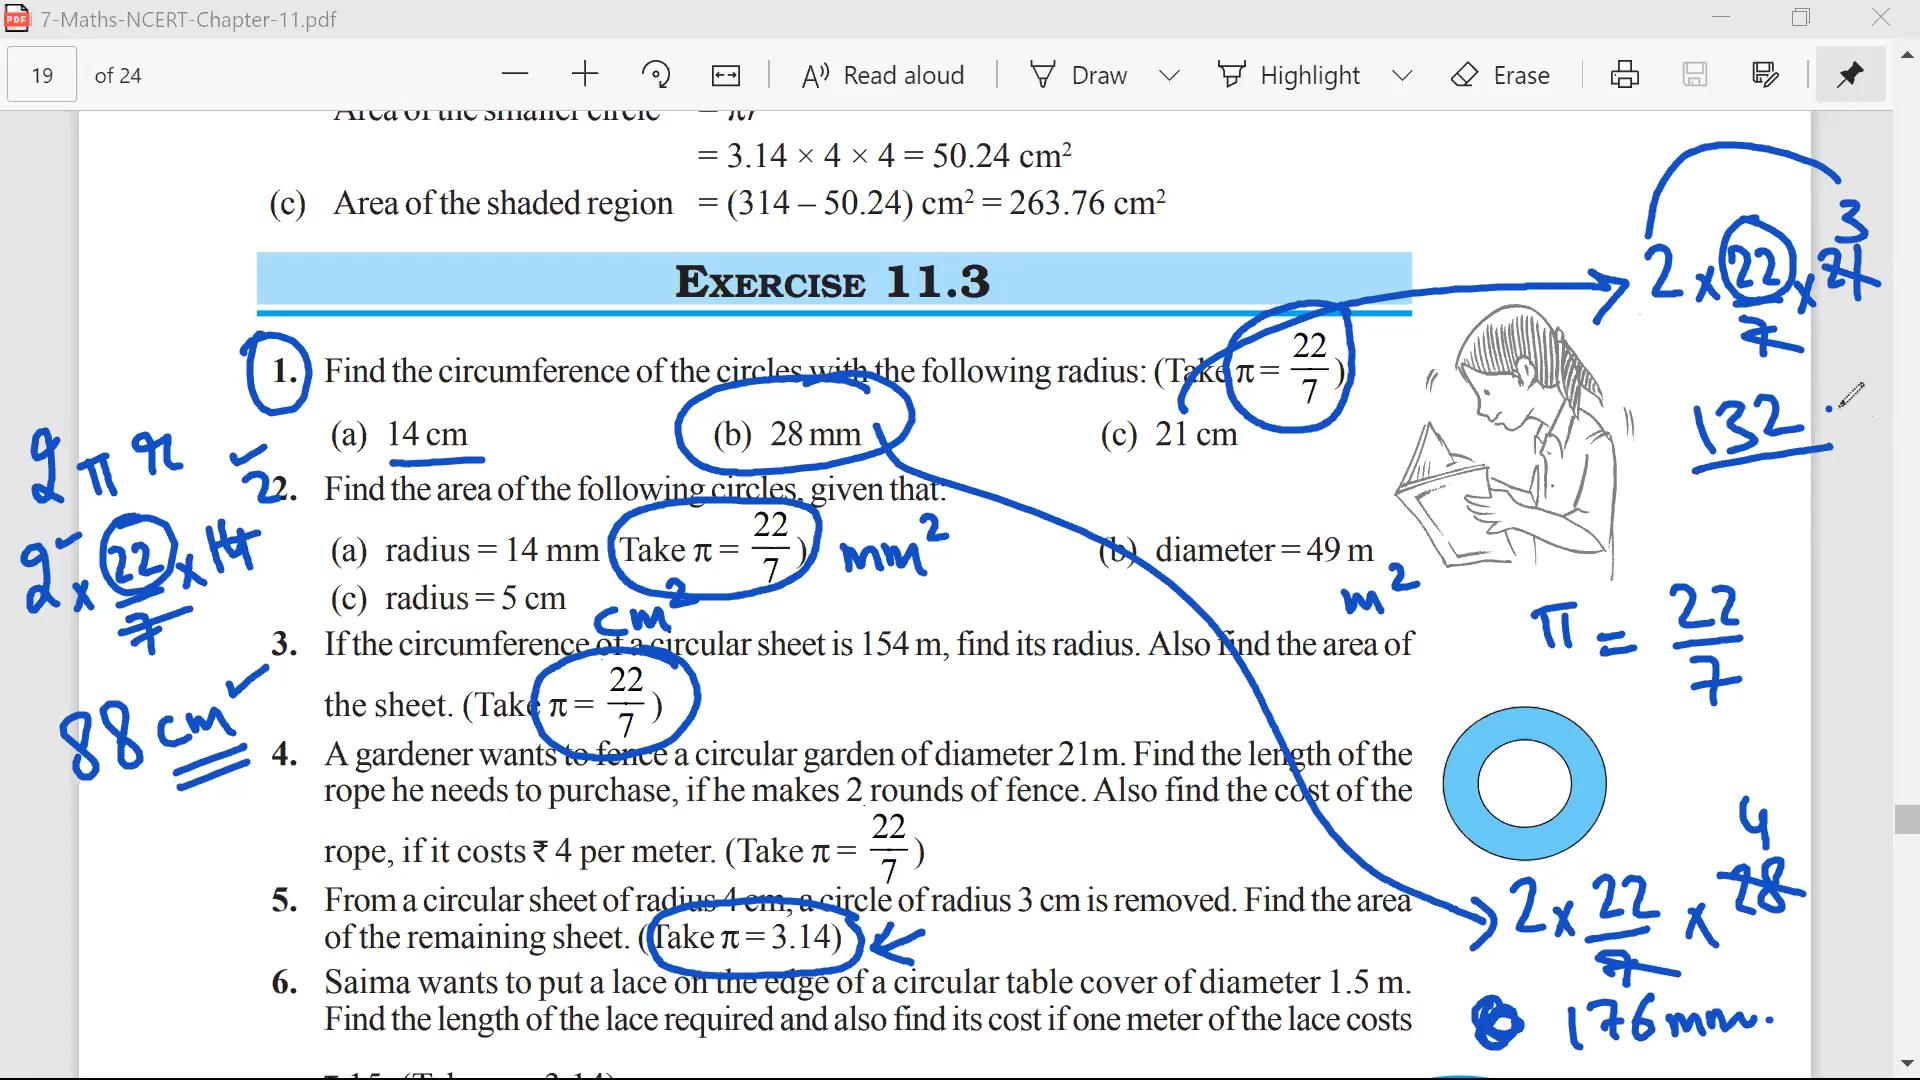 7-Maths-NCERT-Chapter-11.pdf
19 of 24 Read aloud Draw Highlight Erase
Area of the smaller circle = πr
= 3.14 × 4 × 4 = 50.24 cm²
(c) Area of the shaded region = (314 – 50.24) cm² = 263.76 cm²
EXERCISE 11.3
1. Find the circumference of the circles with the following radius: (Take π = 22/7)
(a) 14 cm (b) 28 mm (c) 21 cm
2. Find the area of the following circles, given that:
(a) radius = 14 mm (Take π = 22/7) mm² (b) diameter = 49 m
m²
(c) radius = 5 cm cm²
3. If the circumference of a circular sheet is 154 m, find its radius. Also find the area of
the sheet. (Take π = 22/7)
4. A gardener wants to fence a circular garden of diameter 21m. Find the length of the
rope he needs to purchase, if he makes 2 rounds of fence. Also find the cost of the
rope, if it costs ₹ 4 per meter. (Take π = 22/7)
5. From a circular sheet of radius 4 cm, a circle of radius 3 cm is removed. Find the area
of the remaining sheet. (Take π = 3.14)
6. Saima wants to put a lace on the edge of a circular table cover of diameter 1.5 m.
Find the length of the lace required and also find its cost if one meter of the lace costs
2 π r
2
2 × 22/7 × 14
88 cm
3
2 × 22/7 × 21
132
π = 22/7
4
2 × 22/7 × 28
176 mm.